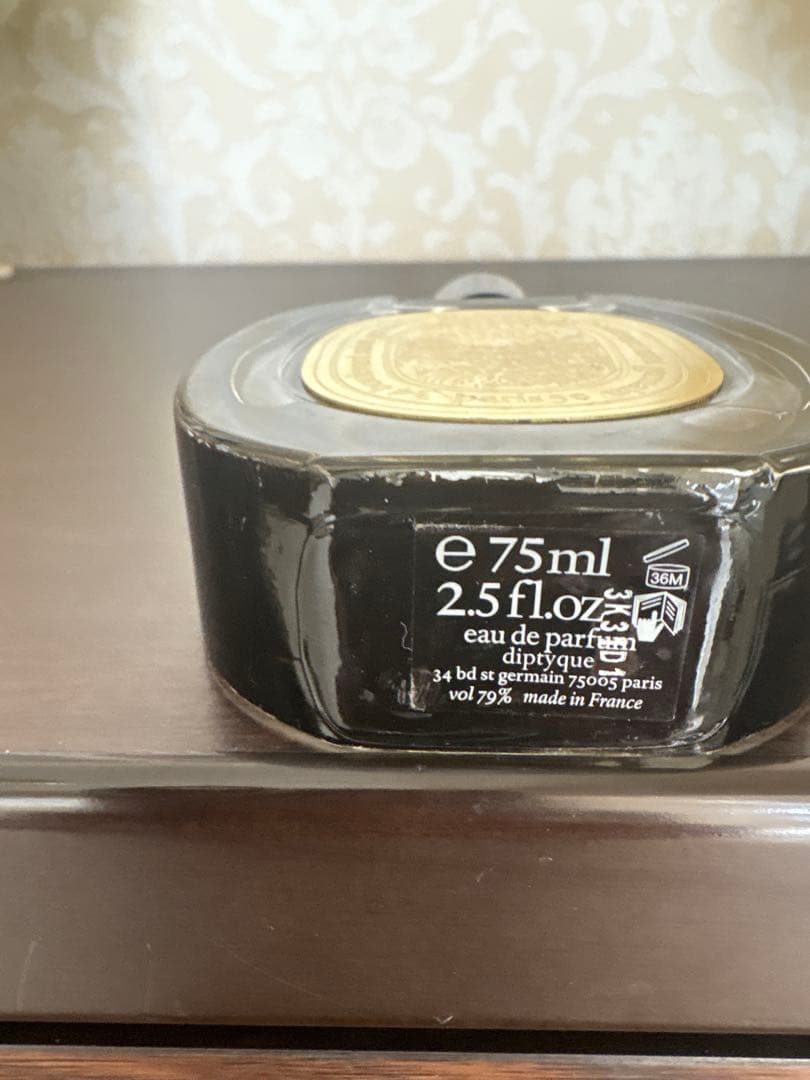 e 75ml
2.5 fl.oz
36M
eau de parfum
diptyque
34 bd st germain 75005 paris
vol 79% made in France